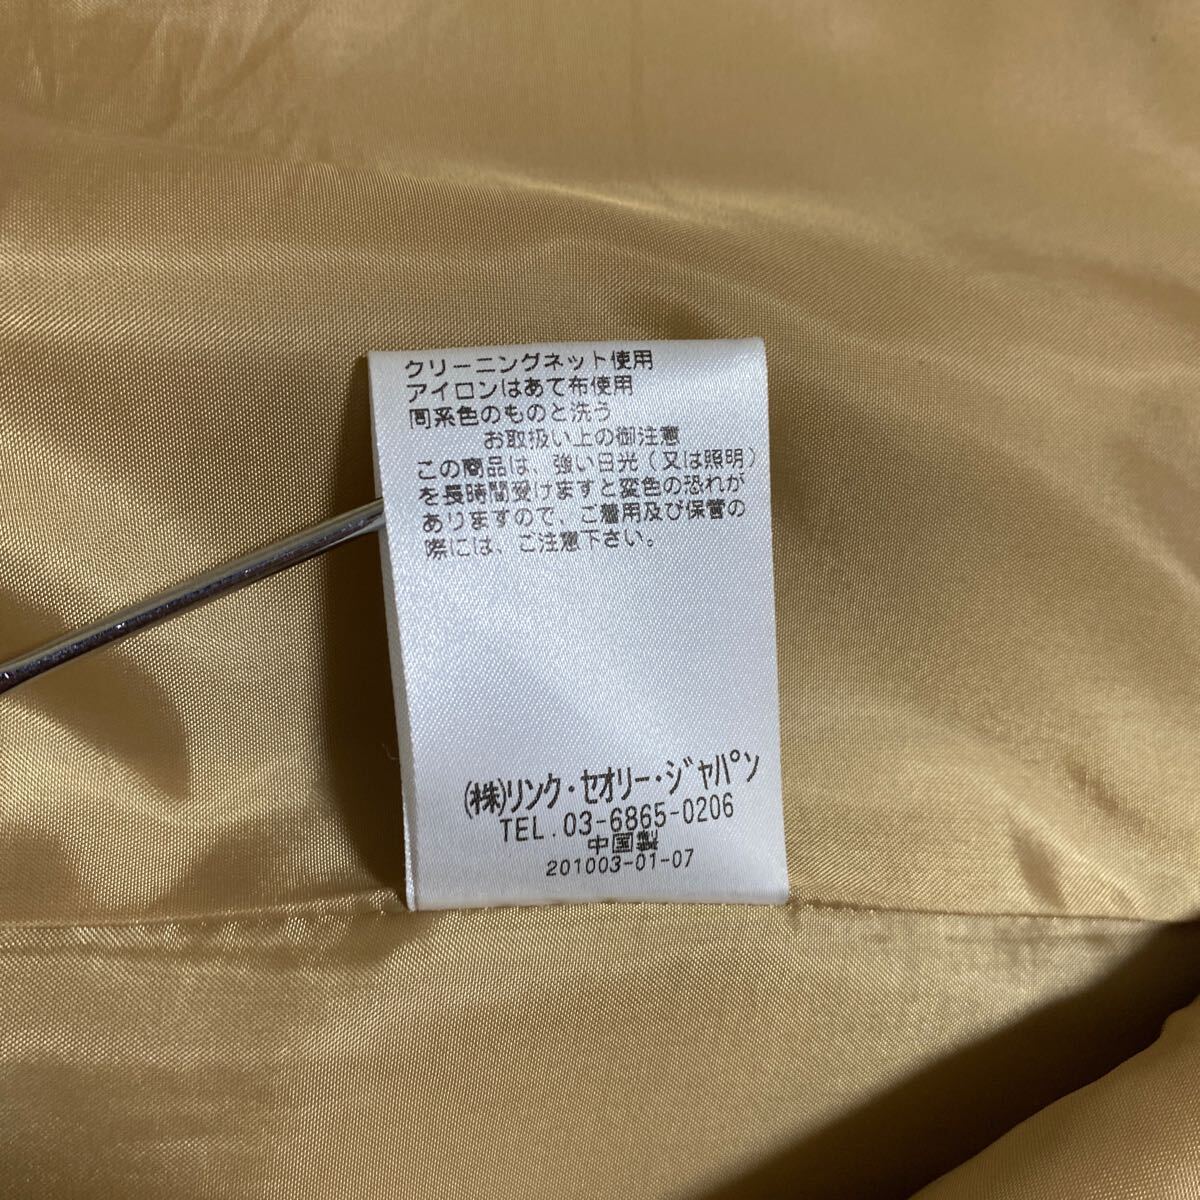 クリーニングネット使用
アイロンはあて布使用
同系色のものと洗う
お取扱い上の御注意
この商品は、強い日光(又は照明)
を長時間受けますと変色の恐れが
ありますので、ご着用及び保管の
際には、ご注意下さい。
(株)リンク・セオリー・ジャパン
TEL.03-6865-0206
中国製
201003-01-07